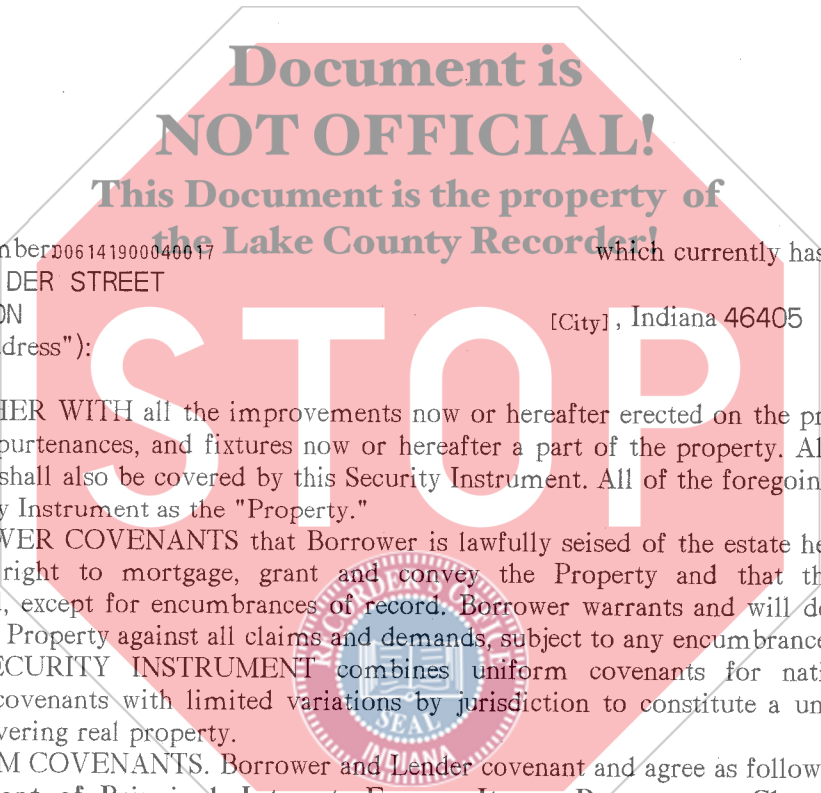 Document is
NOT OFFICIAL!
This Document is the property of
the Lake County Recorder!
006141900040017 which currently has
DER STREET
[City], Indiana 46405
dress"):
STOP
HER WITH all the improvements now or hereafter erected on the pr
purtenances, and fixtures now or hereafter a part of the property. Al
shall also be covered by this Security Instrument. All of the foregoin
y Instrument as the "Property."
WER COVENANTS that Borrower is lawfully seised of the estate he
right to mortgage, grant and convey the Property and that th
, except for encumbrances of record. Borrower warrants and will de
Property against all claims and demands, subject to any encumbrance
ECURITY INSTRUMENT combines uniform covenants for nati
covenants with limited variations by jurisdiction to constitute a un
vering real property.
M COVENANTS. Borrower and Lender covenant and agree as follow
RECORDER'S OFFICE
SEAL
INDIANA